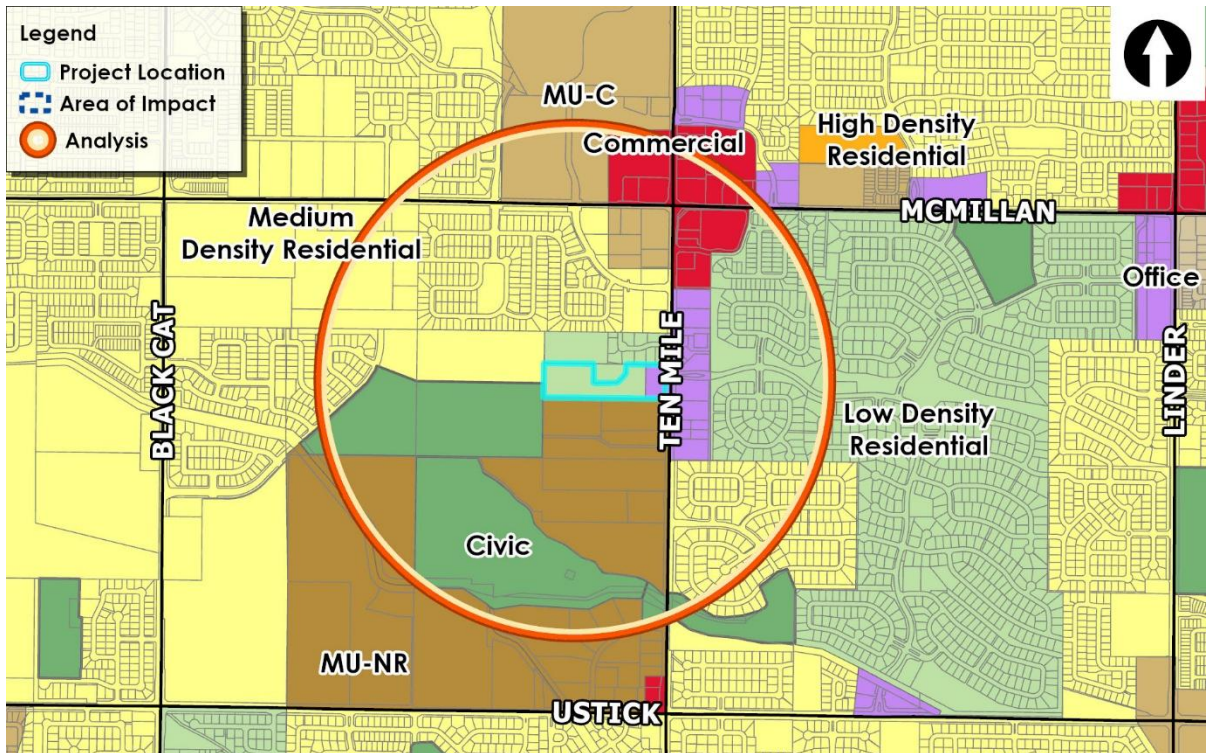 Legend
Project Location
Area of Impact
Analysis
MU-C
Commercial
High Density
Residential
MCMILLAN
Medium
Density Residential
Office
BLACK CAT
TEN MILE
LINDER
Low Density
Residential
Civic
MU-NR
USTICK